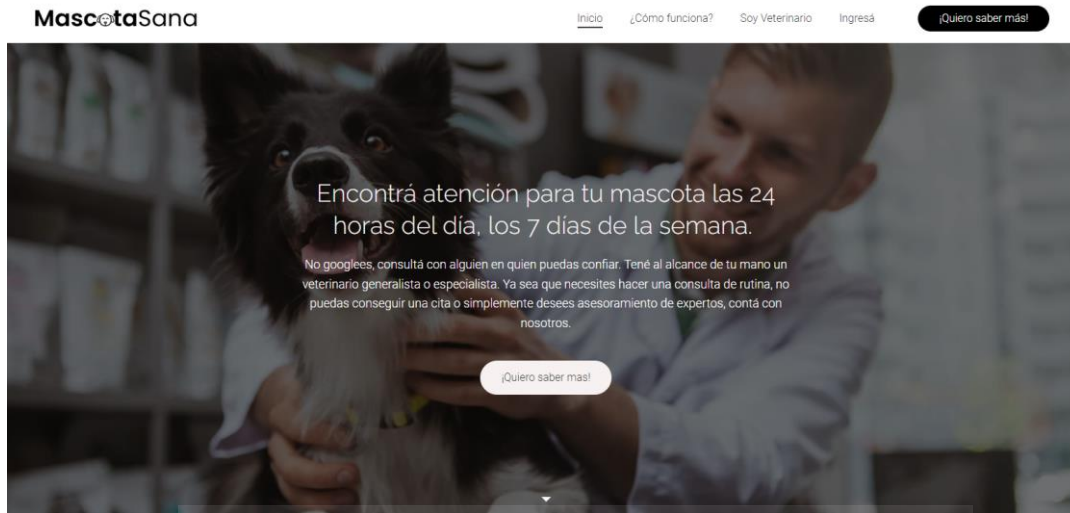 MascotaSana
Inicio ¿Cómo funciona? Soy Veterinario Ingresá ¡Quiero saber más!
Encontrá atención para tu mascota las 24
horas del día, los 7 días de la semana.
No googlees, consultá con alguien en quien puedas confiar. Tené al alcance de tu mano un
veterinario generalista o especialista. Ya sea que necesites hacer una consulta de rutina, no
puedas conseguir una cita o simplemente desees asesoramiento de expertos, contá con
nosotros.
¡Quiero saber mas!